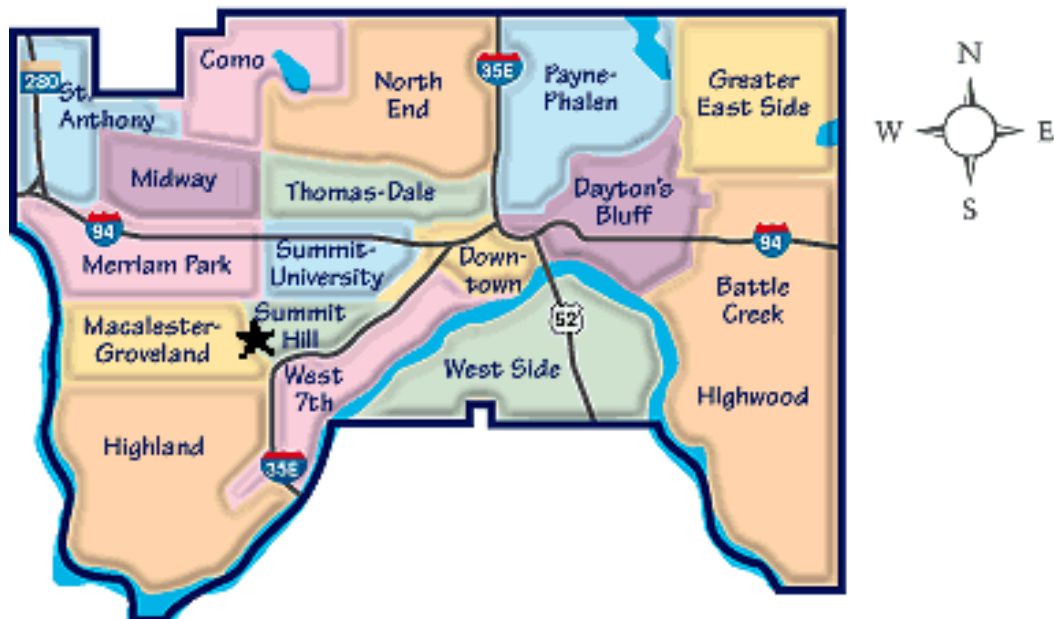 Como
North
End
35E
Payne-
Phalen
Greater
East Side
N
W
E
S
280
St.
Anthony
Midway
Thomas-Dale
Dayton's
Bluff
94
Merriam Park
Summit-
University
Down-
town
94
Battle
Creek
Macalester-
Groveland
Summit
Hill
52
West
7th
West Side
Highwood
Highland
35E